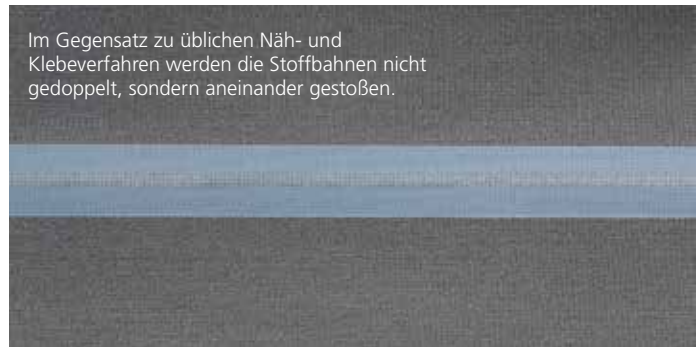 Im Gegensatz zu üblichen Näh- und
Klebeverfahren werden die Stoffbahnen nicht
gedoppelt, sondern aneinander gestoßen.